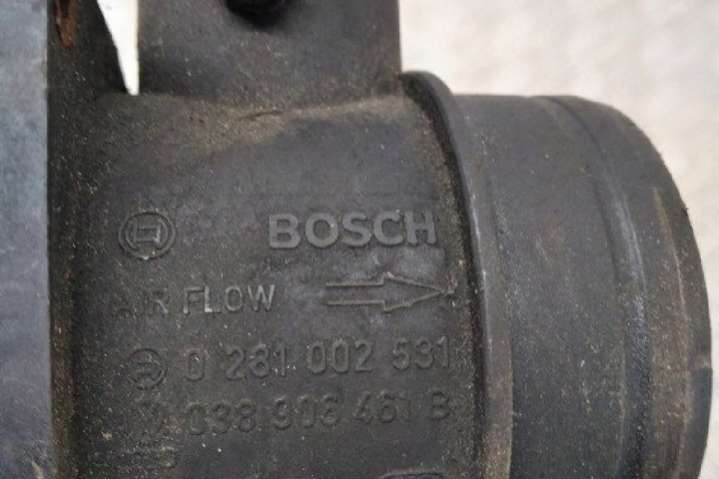 BOSCH
AIR FLOW
0 281 002 531
038 906 461 B